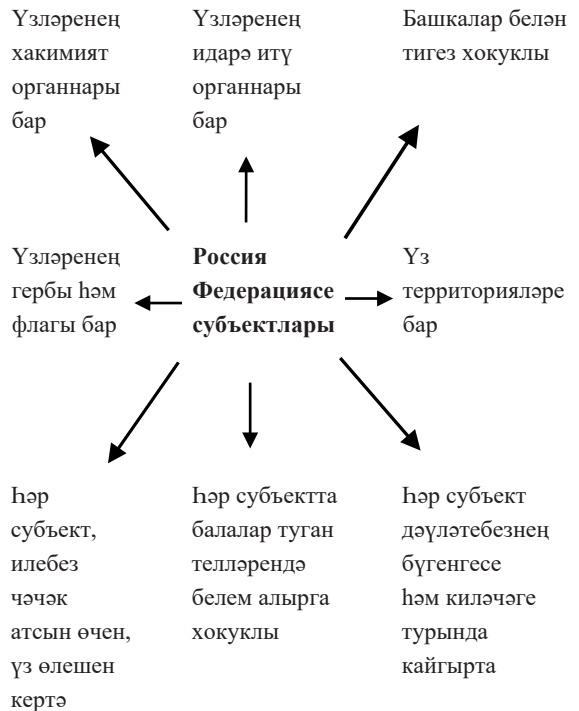 Үзләренең
хакимият
органнары
бар
Үзләренең
идарә итү
органнары
бар
Башкалар белән
тигез хокуклы
Үзләренең
гербы һәм
флагы бар
Россия
Федерациясе
субъектлары
Үз
территорияләре
бар
Һәр
субъект,
илебез
чәчәк
атсын өчен,
үз өлешен
кертә
Һәр субъектта
балалар туган
телләрендә
белем алырга
хокуклы
Һәр субъект
дәүләтебезнең
бүгенгесе
һәм киләчәге
турында
кайгырта